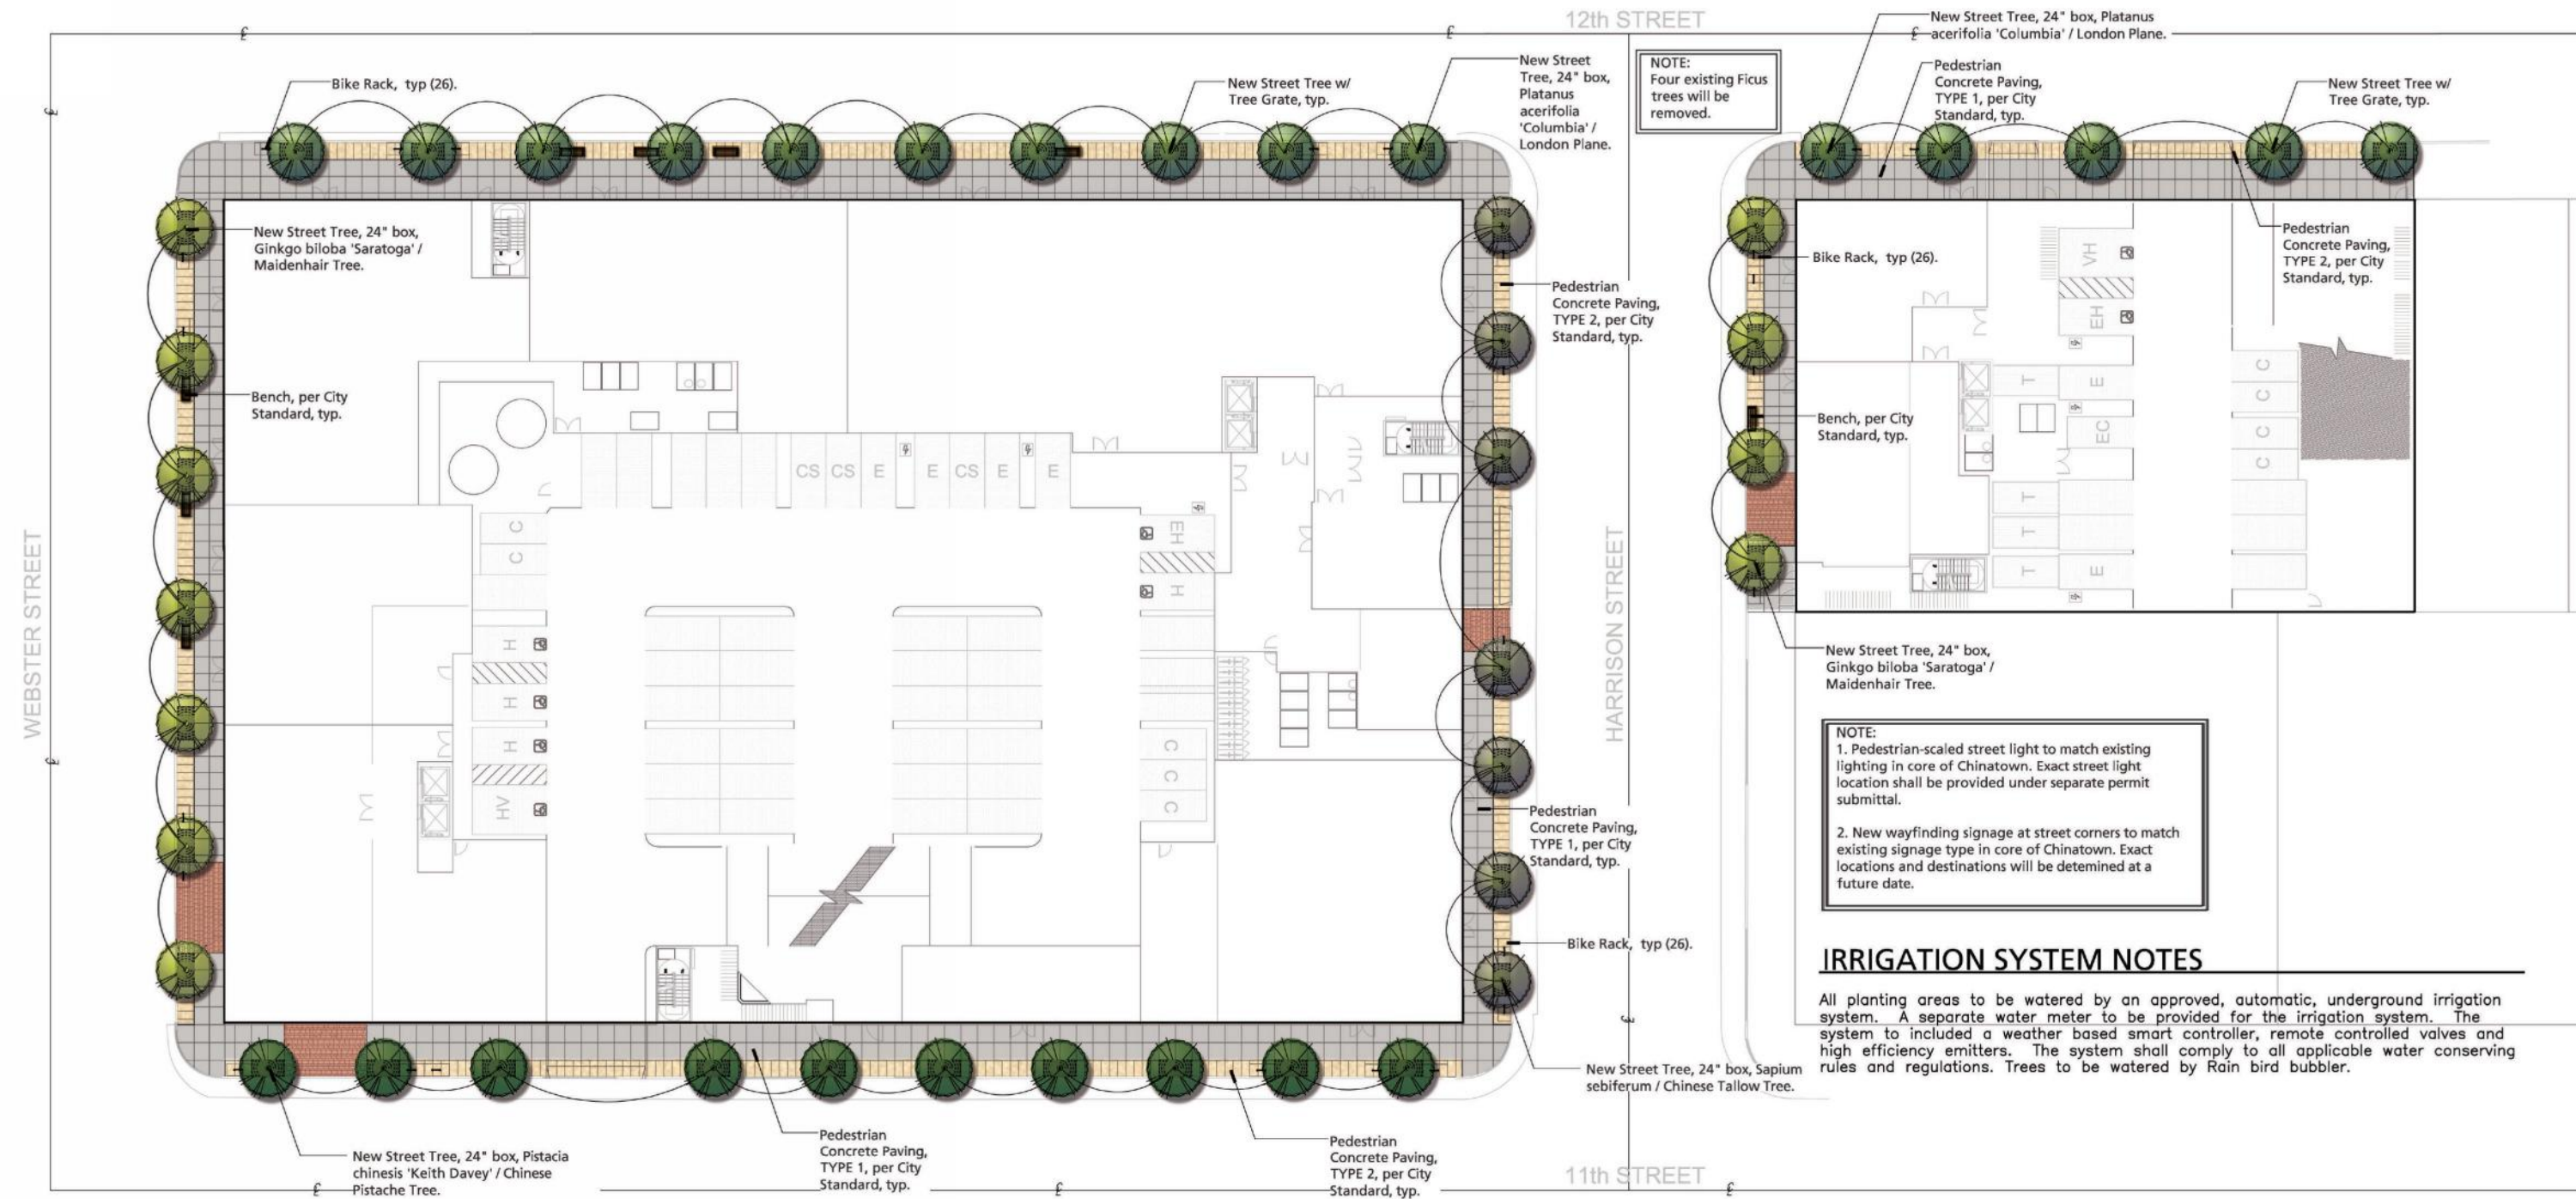 12th STREET
Bike Rack, typ (26).
New Street Tree w/
Tree Grate, typ.
New Street
Tree, 24" box,
Platanus
acerifolia
'Columbia' /
London Plane.
NOTE:
Four existing Ficus
trees will be
removed.
New Street Tree, 24" box, Platanus
acerifolia 'Columbia' / London Plane.
Pedestrian
Concrete Paving,
TYPE 1, per City
Standard, typ.
New Street Tree w/
Tree Grate, typ.
New Street Tree, 24" box,
Ginkgo biloba 'Saratoga' /
Maidenhair Tree.
Bench, per City
Standard, typ.
WEBSTER STREET
CS
CS
E
E
CS
E
E
C
C
H
H
H
HV
EH
H
C
C
C
Pedestrian
Concrete Paving,
TYPE 2, per City
Standard, typ.
HARRISON STREET
Pedestrian
Concrete Paving,
TYPE 1, per City
Standard, typ.
Bike Rack, typ (26).
New Street Tree, 24" box, Sapium
sebiferum / Chinese Tallow Tree.
New Street Tree, 24" box, Pistacia
chinesis 'Keith Davey' / Chinese
Pistache Tree.
Pedestrian
Concrete Paving,
TYPE 1, per City
Standard, typ.
Pedestrian
Concrete Paving,
TYPE 2, per City
Standard, typ.
11th STREET
Bike Rack, typ (26).
Bench, per City
Standard, typ.
VH
EH
T
E
EC
T
T
T
E
C
C
C
C
Pedestrian
Concrete Paving,
TYPE 2, per City
Standard, typ.
New Street Tree, 24" box,
Ginkgo biloba 'Saratoga' /
Maidenhair Tree.
NOTE:
1. Pedestrian-scaled street light to match existing
lighting in core of Chinatown. Exact street light
location shall be provided under separate permit
submittal.
2. New wayfinding signage at street corners to match
existing signage type in core of Chinatown. Exact
locations and destinations will be detemined at a
future date.
IRRIGATION SYSTEM NOTES
All planting areas to be watered by an approved, automatic, underground irrigation
system. A separate water meter to be provided for the irrigation system. The
system to included a weather based smart controller, remote controlled valves and
high efficiency emitters. The system shall comply to all applicable water conserving
rules and regulations. Trees to be watered by Rain bird bubbler.